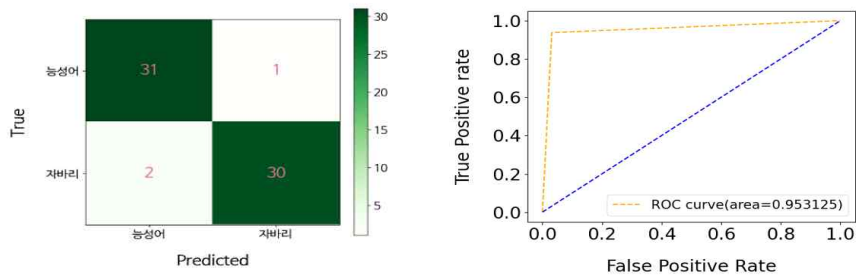 True
능성어
자바리
31
1
2
30
능성어
자바리
Predicted
30
25
20
15
10
5
True Positive rate
1.0
0.8
0.6
0.4
0.2
0.0
ROC curve(area=0.953125)
0.0
0.2
0.4
0.6
0.8
1.0
False Positive Rate